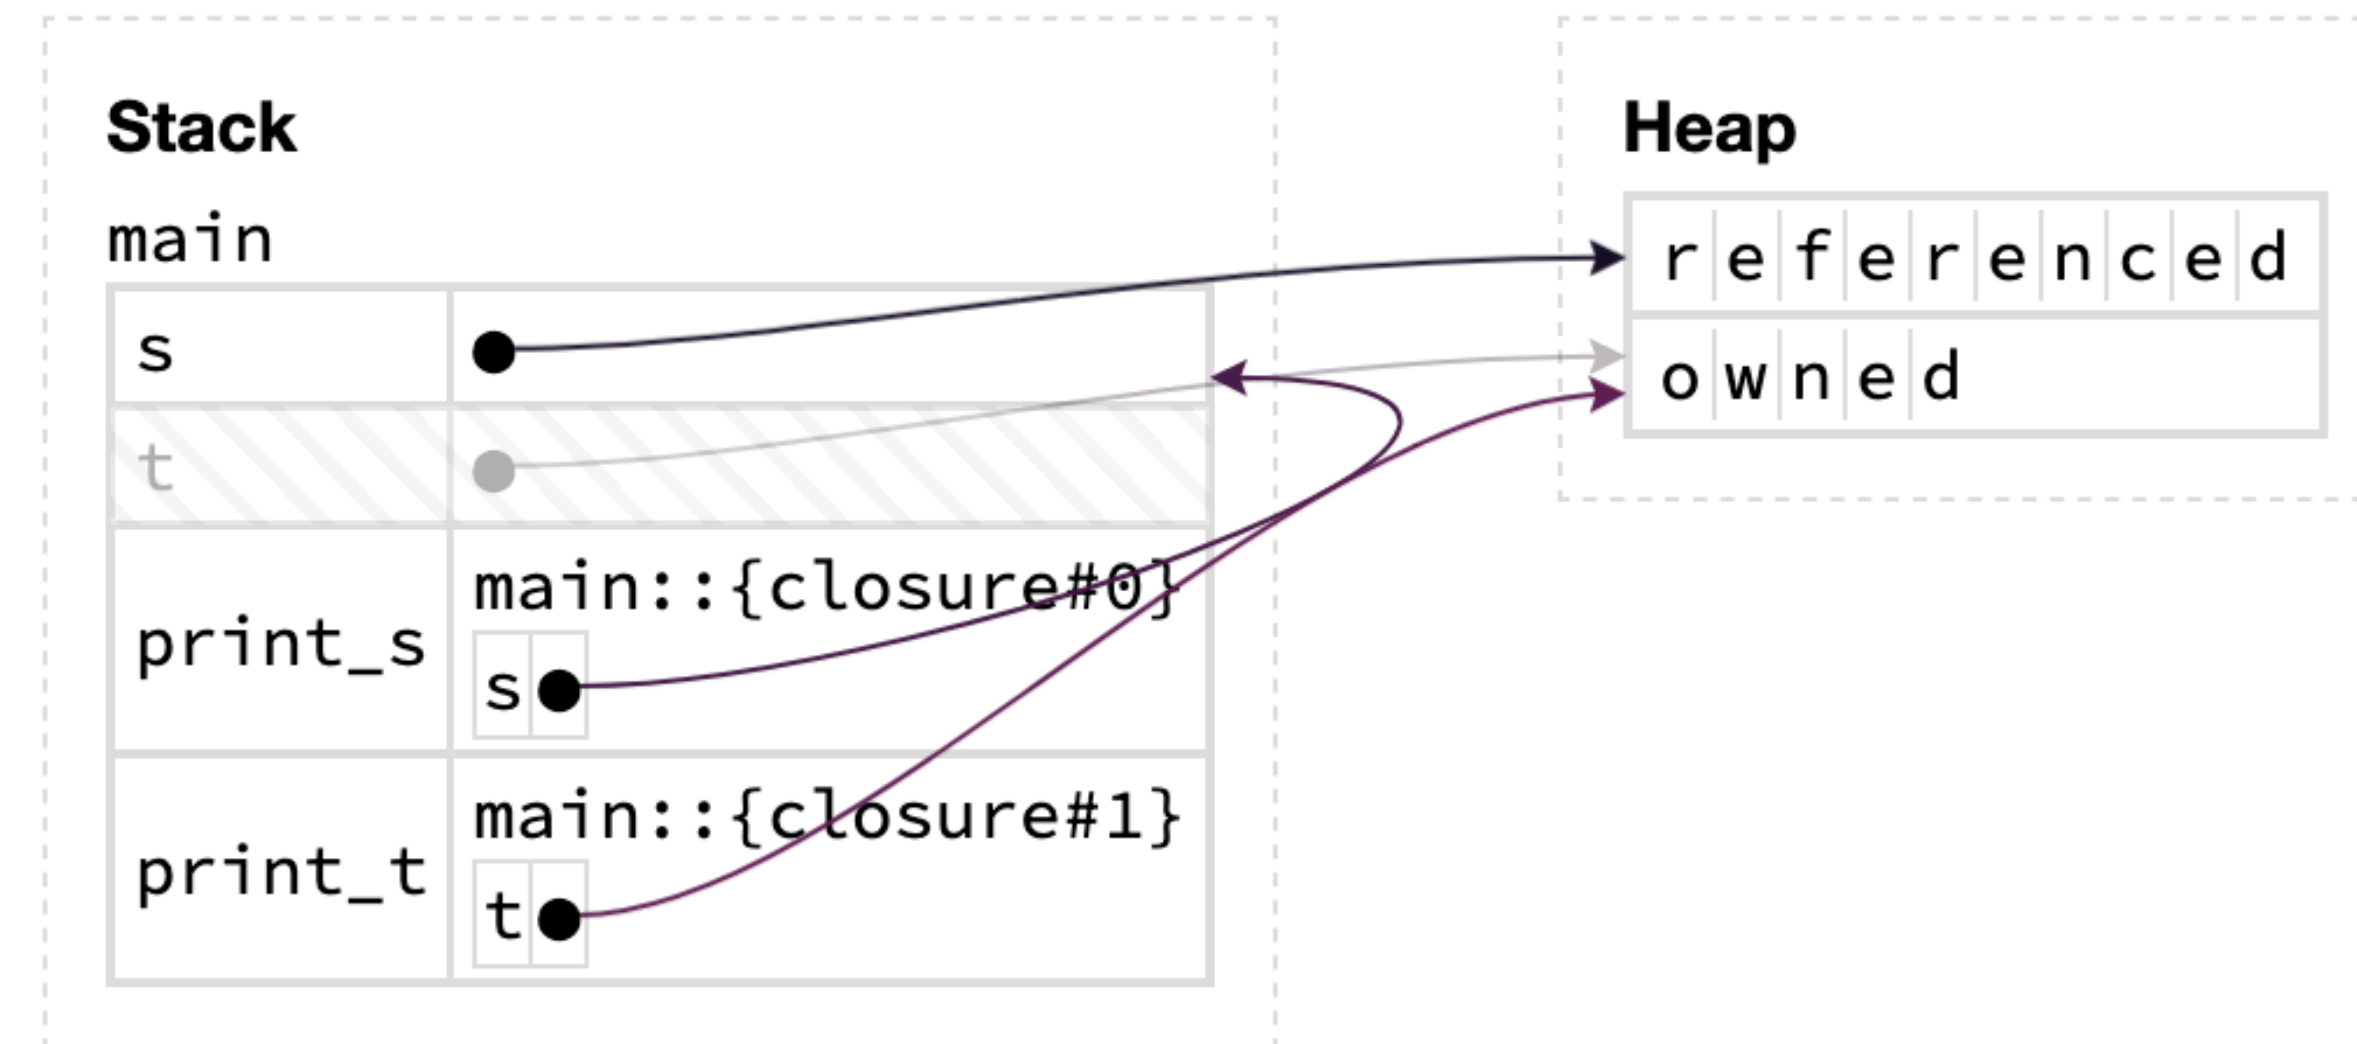 Stack
main
s
t
print_s main::{closure#0}
s
print_t main::{closure#1}
t
Heap
referenced
owned